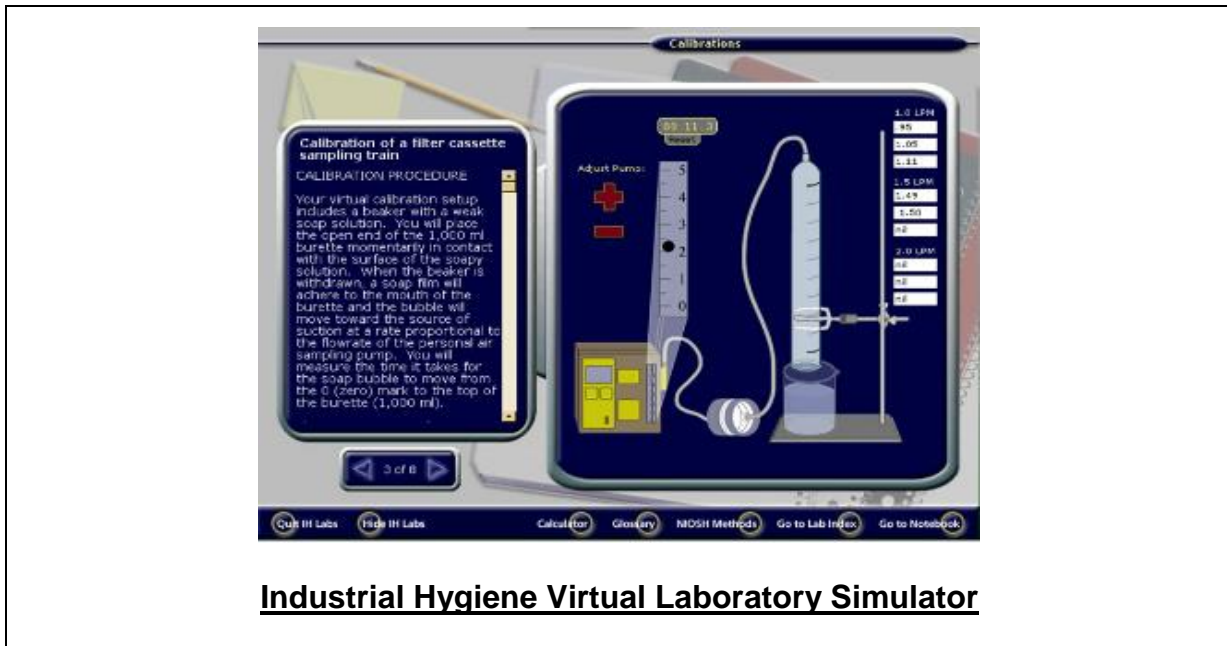 Calibrations
Calibration of a filter cassette
sampling train
CALIBRATION PROCEDURE
Your virtual calibration setup
includes a beaker with a weak
soap solution. You will place
the open end of the 1,000 ml
burette momentarily in contact
with the surface of the soapy
solution. When the beaker is
withdrawn, a soap film will
adhere to the mouth of the
burette and the bubble will
move toward the source of
suction at a rate proportional to
the flowrate of the personal air
sampling pump. You will
measure the time it takes for
the soap bubble to move from
the 0 (zero) mark to the top of
the burette (1,000 ml).
3 of 8
Reset
Adjust Pump:
5
4
3
2
1
0
1.0 LPM
.95
1.05
1.11
1.5 LPM
1.49
1.50
nil
2.0 LPM
nil
nil
nil
Quit IH Labs
Hide IH Labs
Calculator
Glossary
NIOSH Methods
Go to Lab Index
Go to Notebook
Industrial Hygiene Virtual Laboratory Simulator